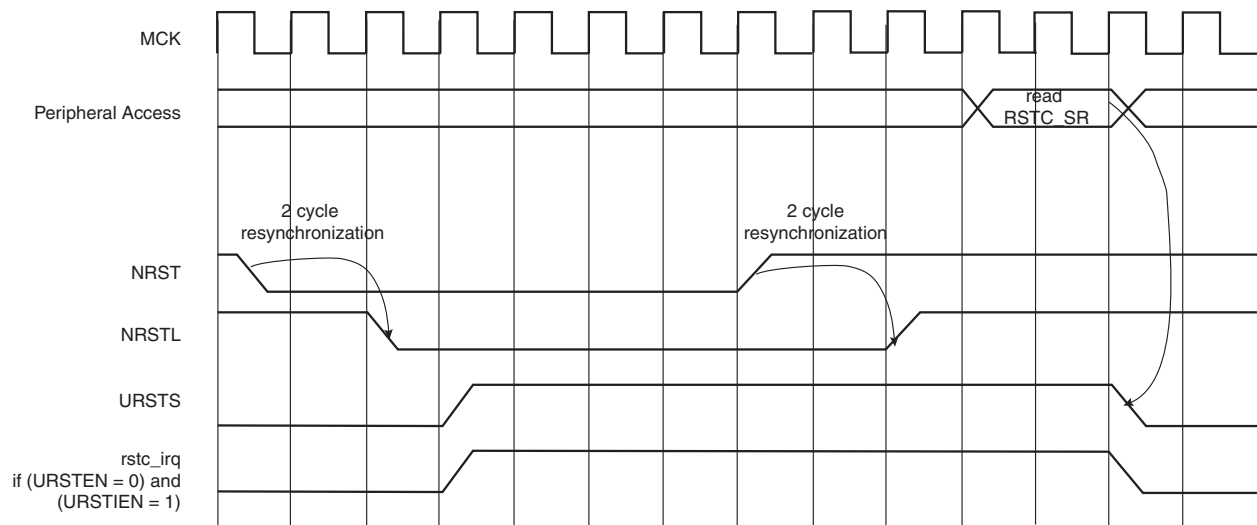 MCK
Peripheral Access
read
RSTC_SR
2 cycle
resynchronization
2 cycle
resynchronization
NRST
NRSTL
URSTS
rstc_irq
if (URSTEN = 0) and
(URSTIEN = 1)